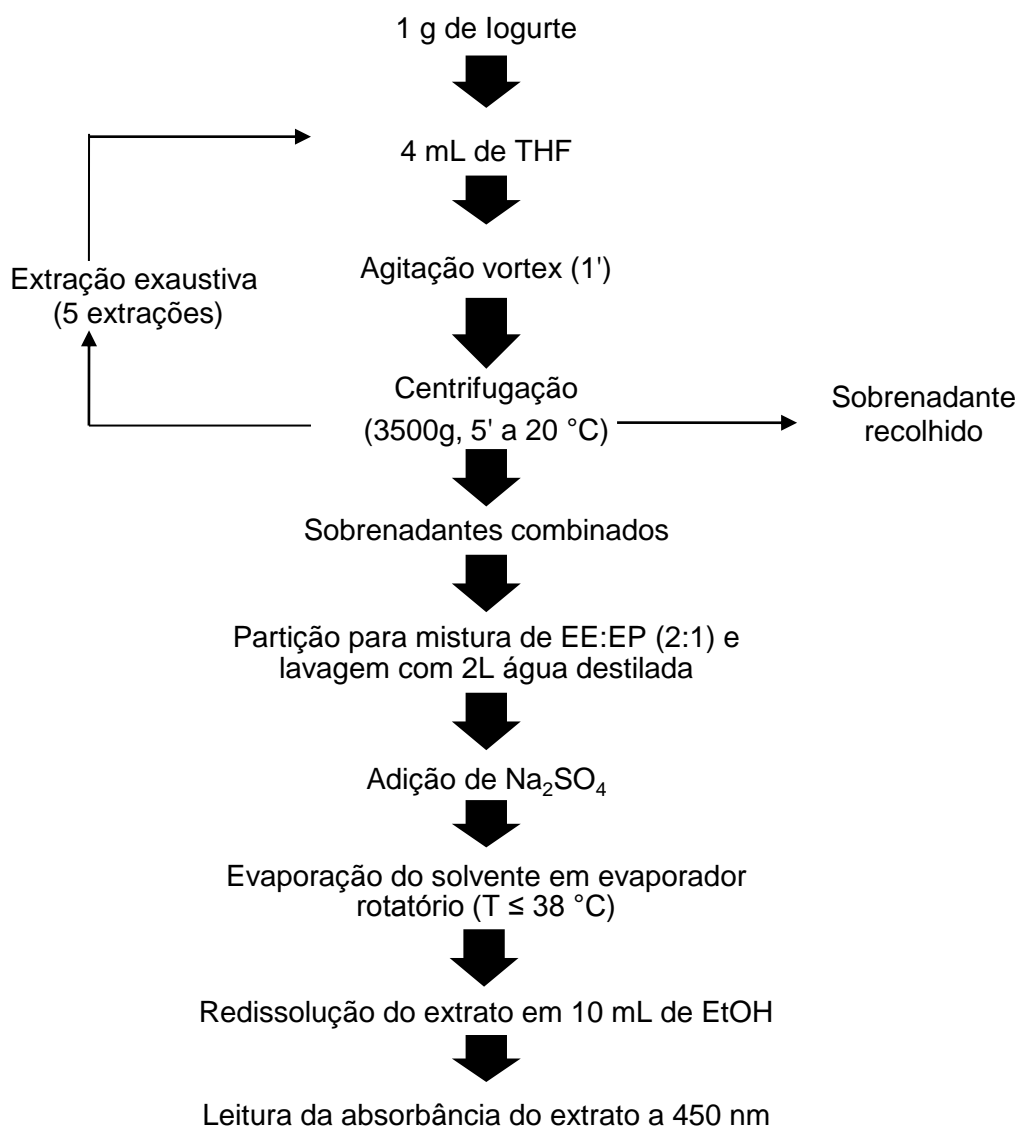 1 g de Iogurte
4 mL de THF
Agitação vortex (1')
Extração exaustiva
(5 extrações)
Centrifugação
(3500g, 5' a 20 °C)
Sobrenadante
recolhido
Sobrenadantes combinados
Partição para mistura de EE:EP (2:1) e
lavagem com 2L água destilada
Adição de Na₂SO₄
Evaporação do solvente em evaporador
rotatório (T ≤ 38 °C)
Redissolução do extrato em 10 mL de EtOH
Leitura da absorbância do extrato a 450 nm